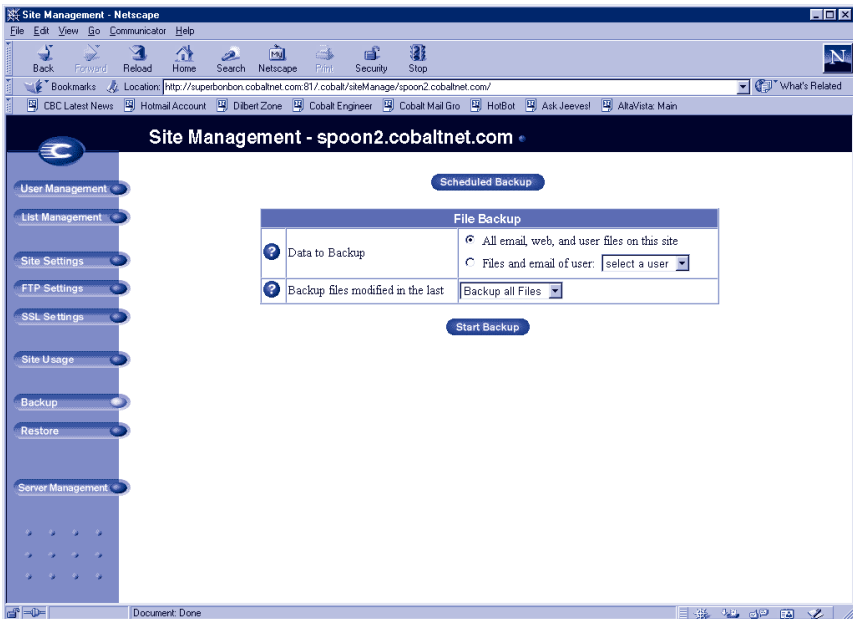 Site Management - Netscape
File Edit View Go Communicator Help
Back Forward Reload Home Search Netscape Print Security Stop
Bookmarks Location: http://superbonbon.cobaltnet.com:81/.cobalt/siteManage/spoon2.cobaltnet.com/ What's Related
CBC Latest News Hotmail Account Dilbert Zone Cobalt Engineer Cobalt Mail Gro HotBot Ask Jeeves! AltaVista: Main
Site Management - spoon2.cobaltnet.com
User Management
List Management
Site Settings
FTP Settings
SSL Settings
Site Usage
Backup
Restore
Server Management
Scheduled Backup
File Backup
Data to Backup
All email, web, and user files on this site
Files and email of user: select a user
Backup files modified in the last Backup all Files
Start Backup
Document: Done